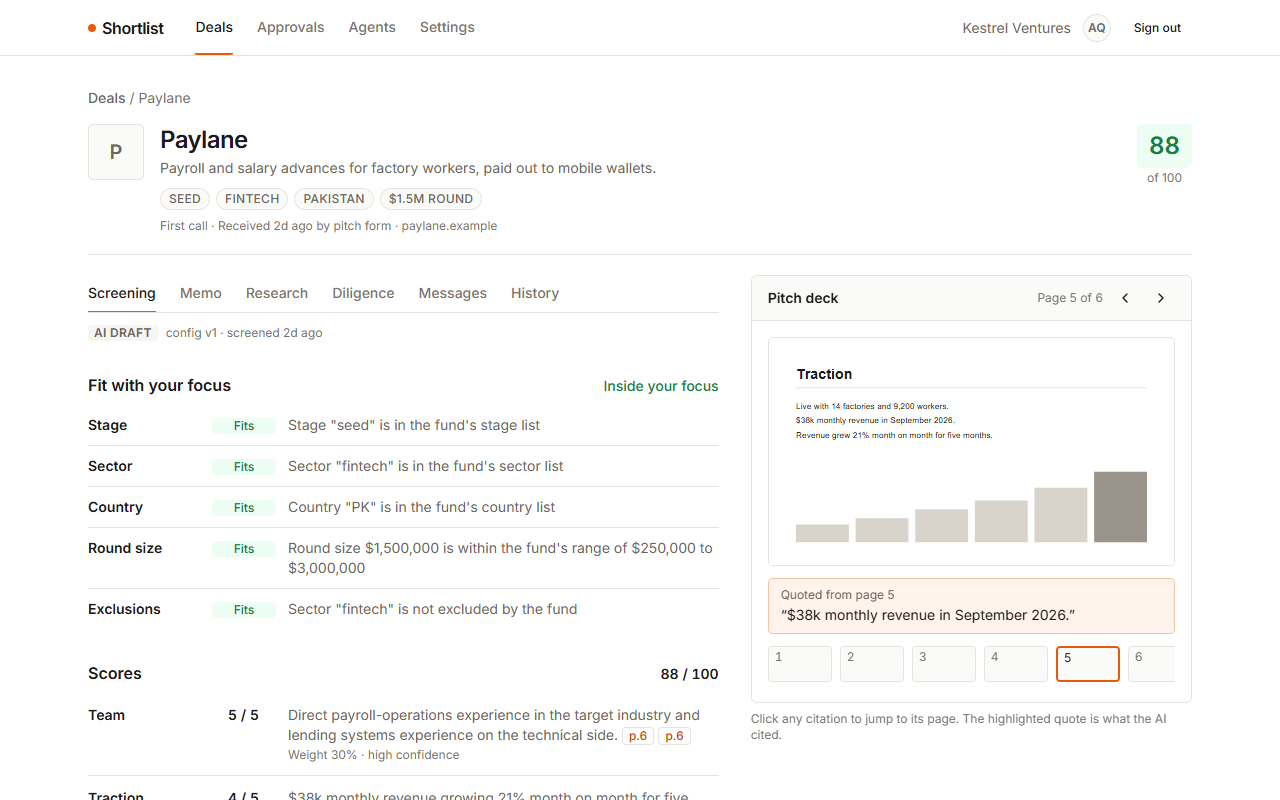 Shortlist Deals Approvals Agents Settings Kestrel Ventures AQ Sign out
Deals / Paylane
P
Paylane
Payroll and salary advances for factory workers, paid out to mobile wallets.
SEED FINTECH PAKISTAN $1.5M ROUND
First call · Received 2d ago by pitch form · paylane.example
88
of 100
Screening Memo Research Diligence Messages History
AI DRAFT config v1 · screened 2d ago
Fit with your focus Inside your focus
Stage Fits Stage "seed" is in the fund's stage list
Sector Fits Sector "fintech" is in the fund's sector list
Country Fits Country "PK" is in the fund's country list
Round size Fits Round size $1,500,000 is within the fund's range of $250,000 to
$3,000,000
Exclusions Fits Sector "fintech" is not excluded by the fund
Scores 88 / 100
Team 5 / 5 Direct payroll-operations experience in the target industry and
lending systems experience on the technical side. p.6 p.6
Weight 30% · high confidence
Traction 4 / 5 $38k monthly revenue growing 21% month on month for five
Pitch deck Page 5 of 6
Traction
Live with 14 factories and 9,200 workers.
$38k monthly revenue in September 2026.
Revenue grew 21% month on month for five months.
Quoted from page 5
“$38k monthly revenue in September 2026.”
1 2 3 4 5 6
Click any citation to jump to its page. The highlighted quote is what the AI
cited.